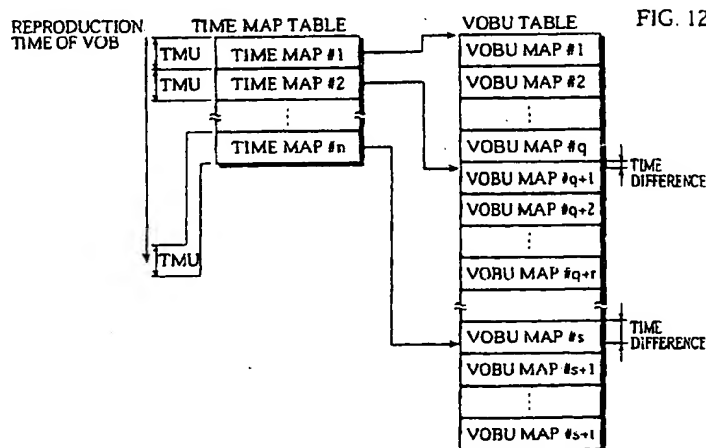 FIG. 12
REPRODUCTION
TIME OF VOB
TIME MAP TABLE
TMU
TIME MAP #1
TMU
TIME MAP #2
TIME MAP #n
TMU
VOBU TABLE
VOBU MAP #1
VOBU MAP #2
VOBU MAP #q
VOBU MAP #q+1
VOBU MAP #q+2
VOBU MAP #q+r
VOBU MAP #s
VOBU MAP #s+1
VOBU MAP #s+t
TIME
DIFFERENCE
TIME
DIFFERENCE